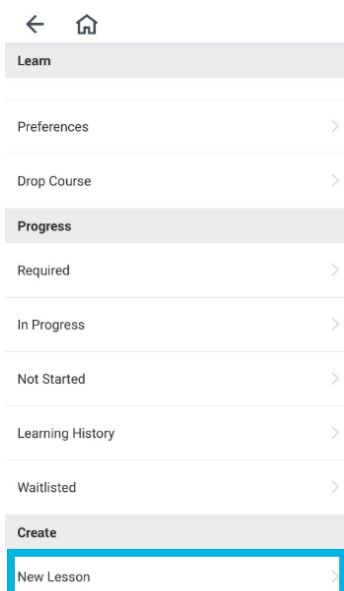 Learn
Preferences
Drop Course
Progress
Required
In Progress
Not Started
Learning History
Waitlisted
Create
New Lesson